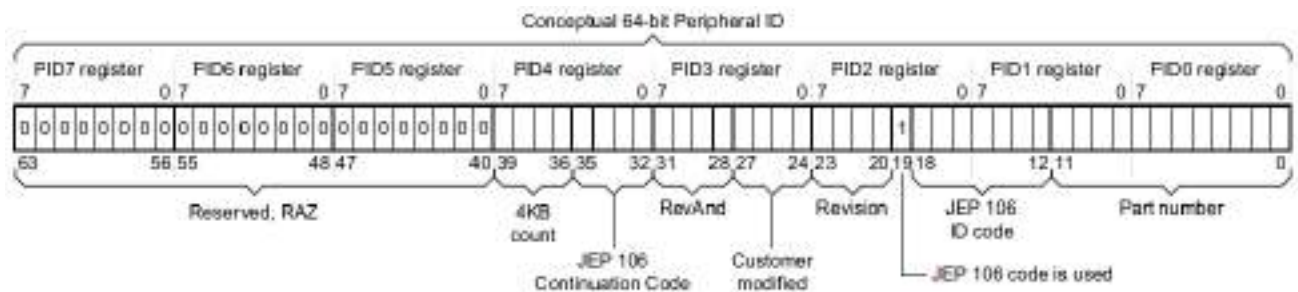 Conceptual 64-bit Peripheral ID
PID7 register PID6 register PID5 register PID4 register PID3 register PID2 register PID1 register PID0 register
7 0 7 0 7 0 7 0 7 0 7 0 7 0 7 0
0 0 0 0 0 0 0 0 0 0 0 0 0 0 0 0 0 0 0 0 0 0 0 0 1
63 56 55 48 47 40 39 36 35 32 31 28 27 24 23 20 19 18 12 11 0
Reserved, RAZ 4KB count RevAnd Revision JEP 106 ID code Part number
JEP 106 Continuation Code Customer modified JEP 106 code is used